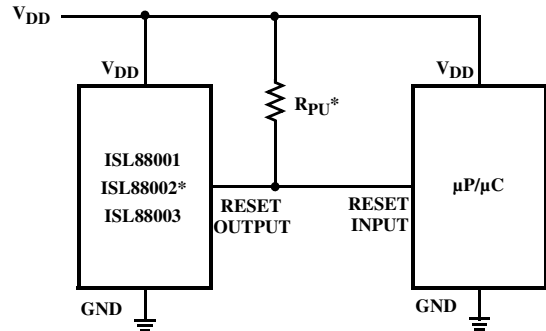 VDD
VDD
VDD
RPU*
ISL88001
ISL88002*
ISL88003
µP/µC
RESET
OUTPUT
RESET
INPUT
GND
GND